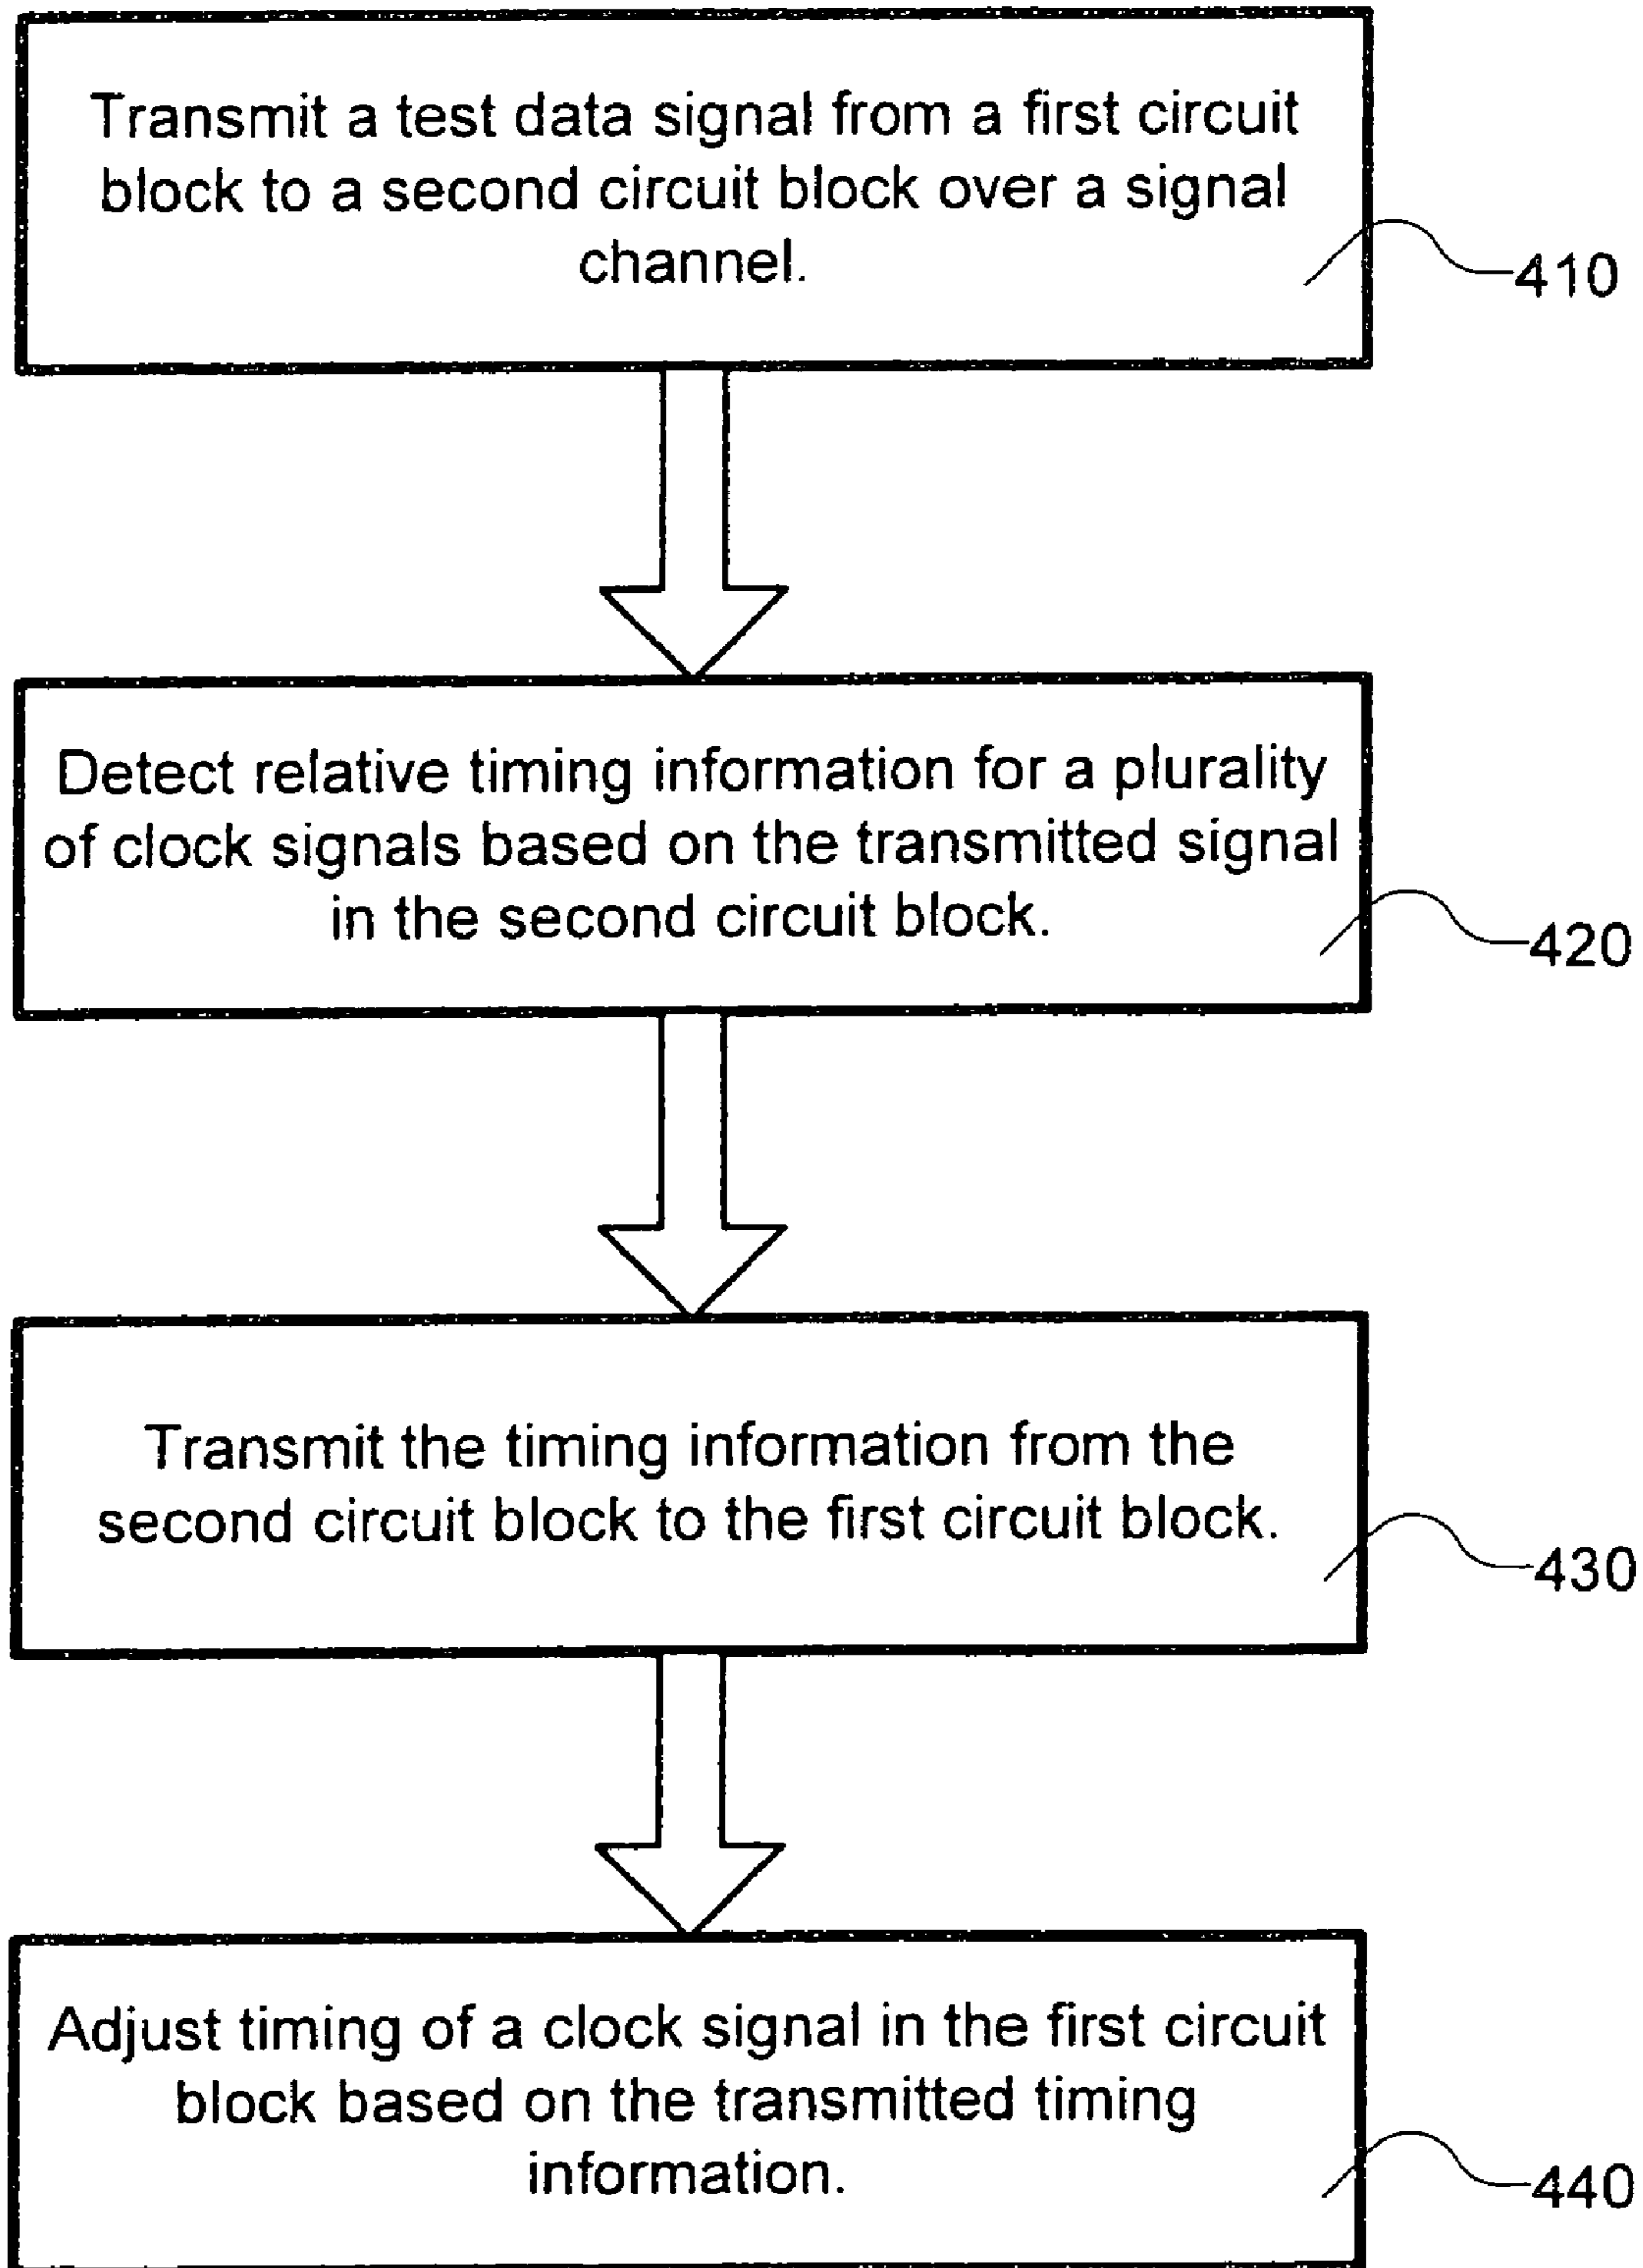 Transmit a test data signal from a first circuit
block to a second circuit block over a signal
channel.
410
Detect relative timing information for a plurality
of clock signals based on the transmitted signal
in the second circuit block.
420
Transmit the timing information from the
second circuit block to the first circuit block.
430
Adjust timing of a clock signal in the first circuit
block based on the transmitted timing
information.
440